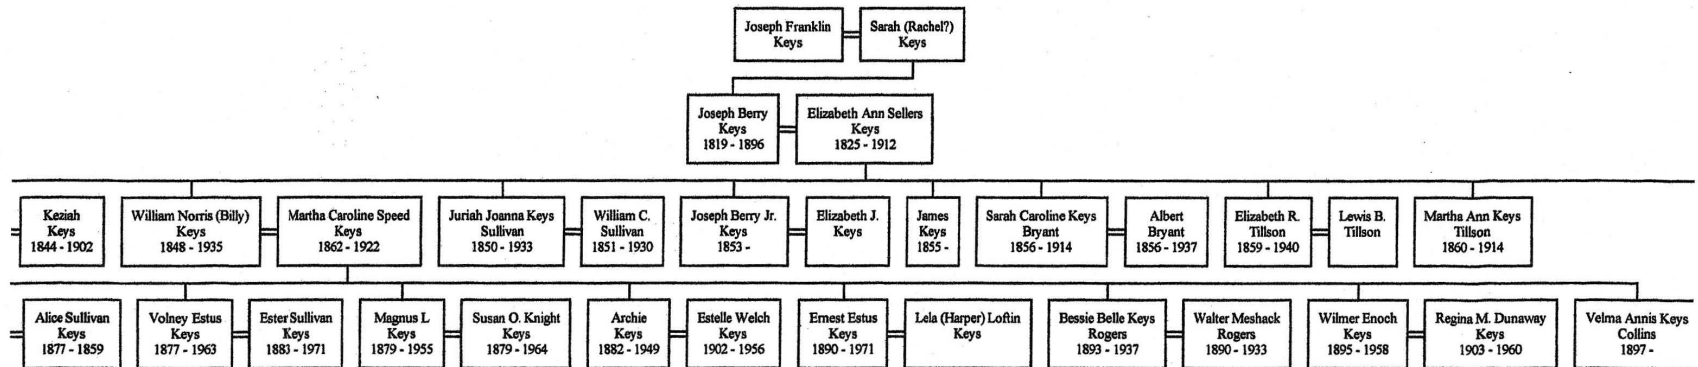 Joseph Franklin
Keys
Sarah (Rachel?)
Keys
Joseph Berry
Keys
1819 - 1896
Elizabeth Ann Sellers
Keys
1825 - 1912
Keziah
Keys
1844 - 1902
William Norris (Billy)
Keys
1848 - 1935
Martha Caroline Speed
Keys
1862 - 1922
Juriah Joanna Keys
Sullivan
1850 - 1933
William C.
Sullivan
1851 - 1930
Joseph Berry Jr.
Keys
1853 -
Elizabeth J.
Keys
James
Keys
1855 -
Sarah Caroline Keys
Bryant
1856 - 1914
Albert
Bryant
1856 - 1937
Elizabeth R.
Tillson
1859 - 1940
Lewis B.
Tillson
Martha Ann Keys
Tillson
1860 - 1914
Alice Sullivan
Keys
1877 - 1859
Volney Estus
Keys
1877 - 1963
Ester Sullivan
Keys
1883 - 1971
Magnus L
Keys
1879 - 1955
Susan O. Knight
Keys
1879 - 1964
Archie
Keys
1882 - 1949
Estelle Welch
Keys
1902 - 1956
Ernest Estus
Keys
1890 - 1971
Lela (Harper) Loftin
Keys
Bessie Belle Keys
Rogers
1893 - 1937
Walter Meshack
Rogers
1890 - 1933
Wilmer Enoch
Keys
1895 - 1958
Regina M. Dunaway
Keys
1903 - 1960
Velma Annis Keys
Collins
1897 -